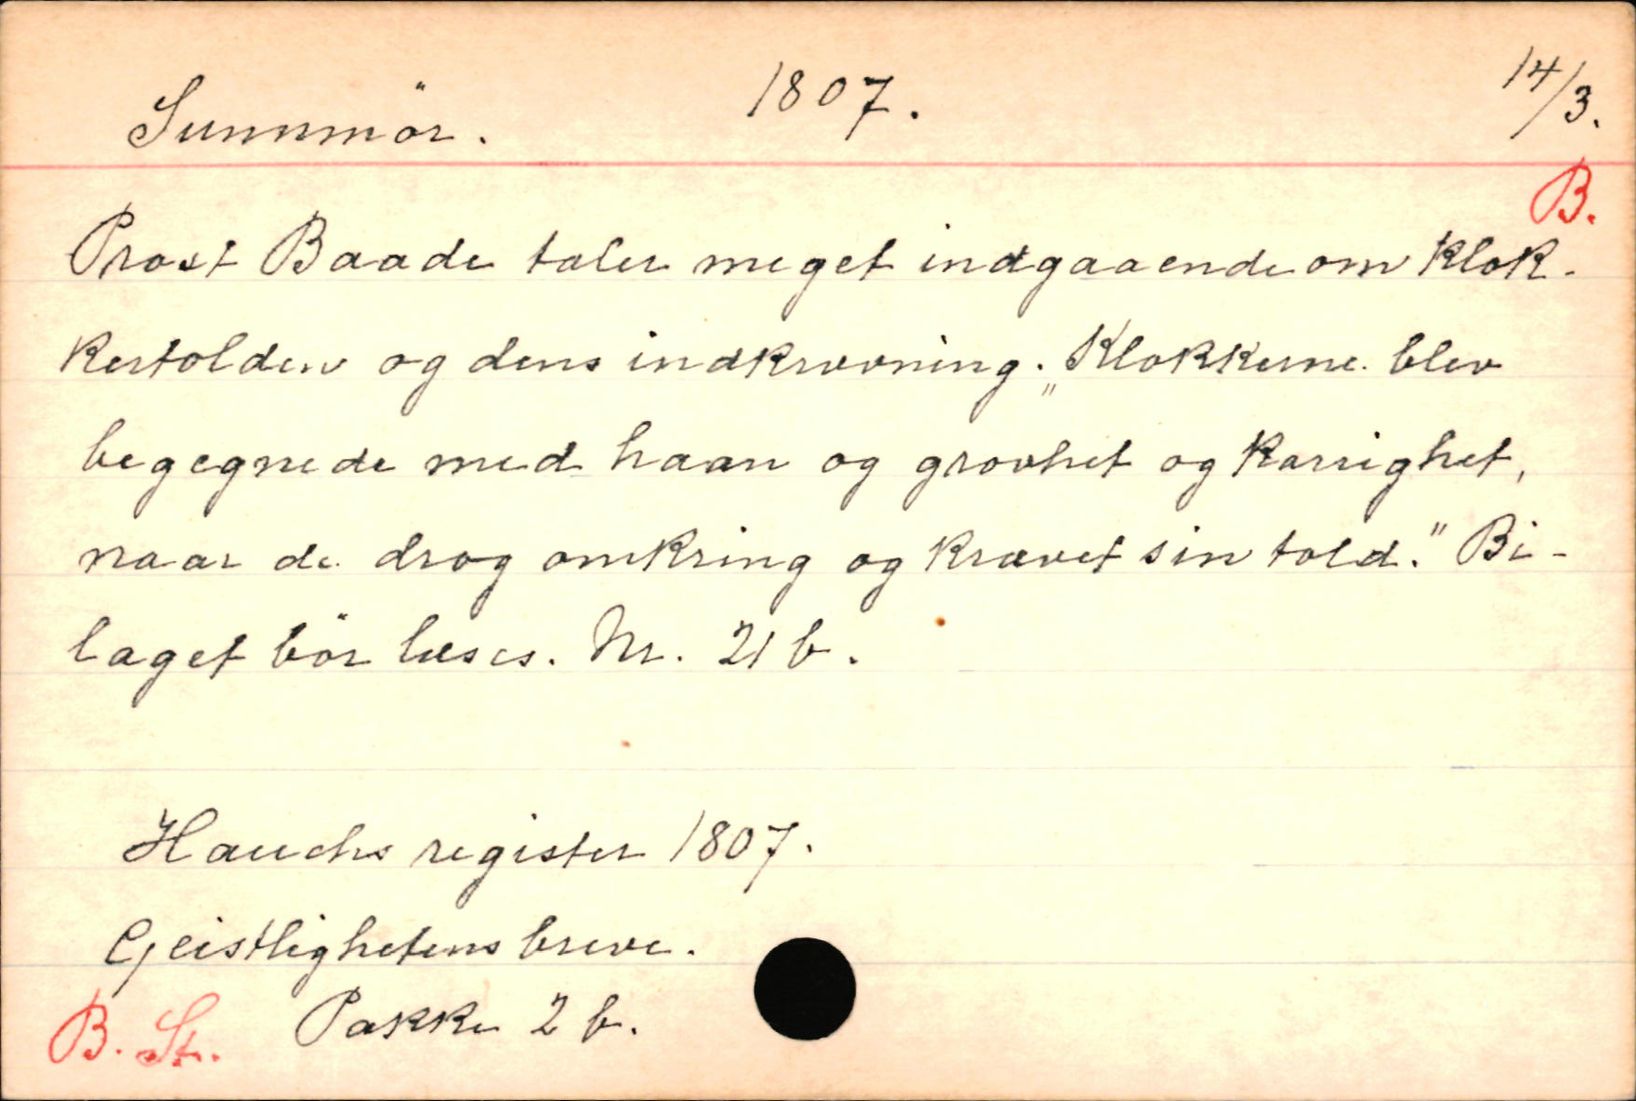 Sunnmör. 1807. 14/3.
B.
Prost Baade taler meget indgaaende om klok-
kertolden og dens indkrævning. „Klokkerne blev
begegnede med haan og grovhet og karrighet,
naar de drog omkring og krævet sin told." Bi-
laget bör læses. Nr. 21 b.
Hauchs register 1807.
Geistlighetens breve.
B. St. Pakke 2 b.